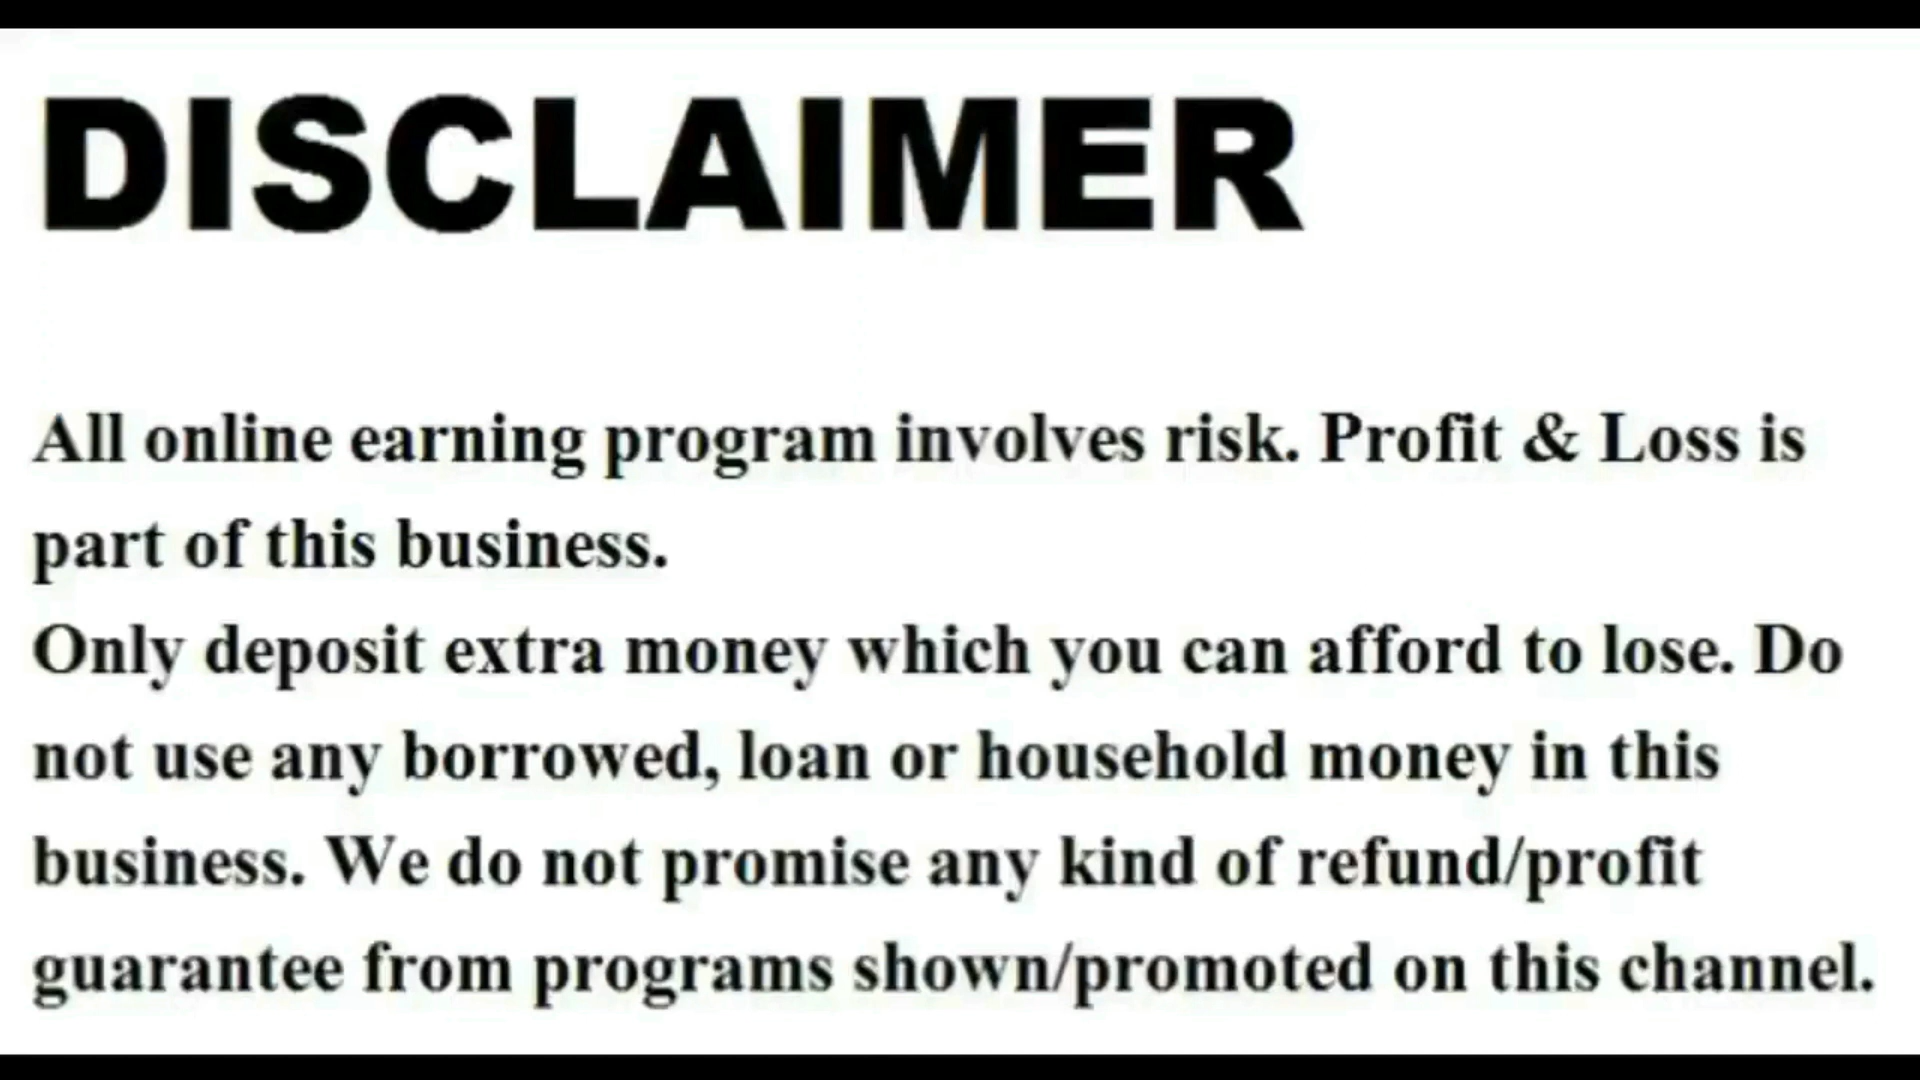 DISCLAIMER
All online earning program involves risk. Profit & Loss is
part of this business.
Only deposit extra money which you can afford to lose. Do
not use any borrowed, loan or household money in this
business. We do not promise any kind of refund/profit
guarantee from programs shown/promoted on this channel.